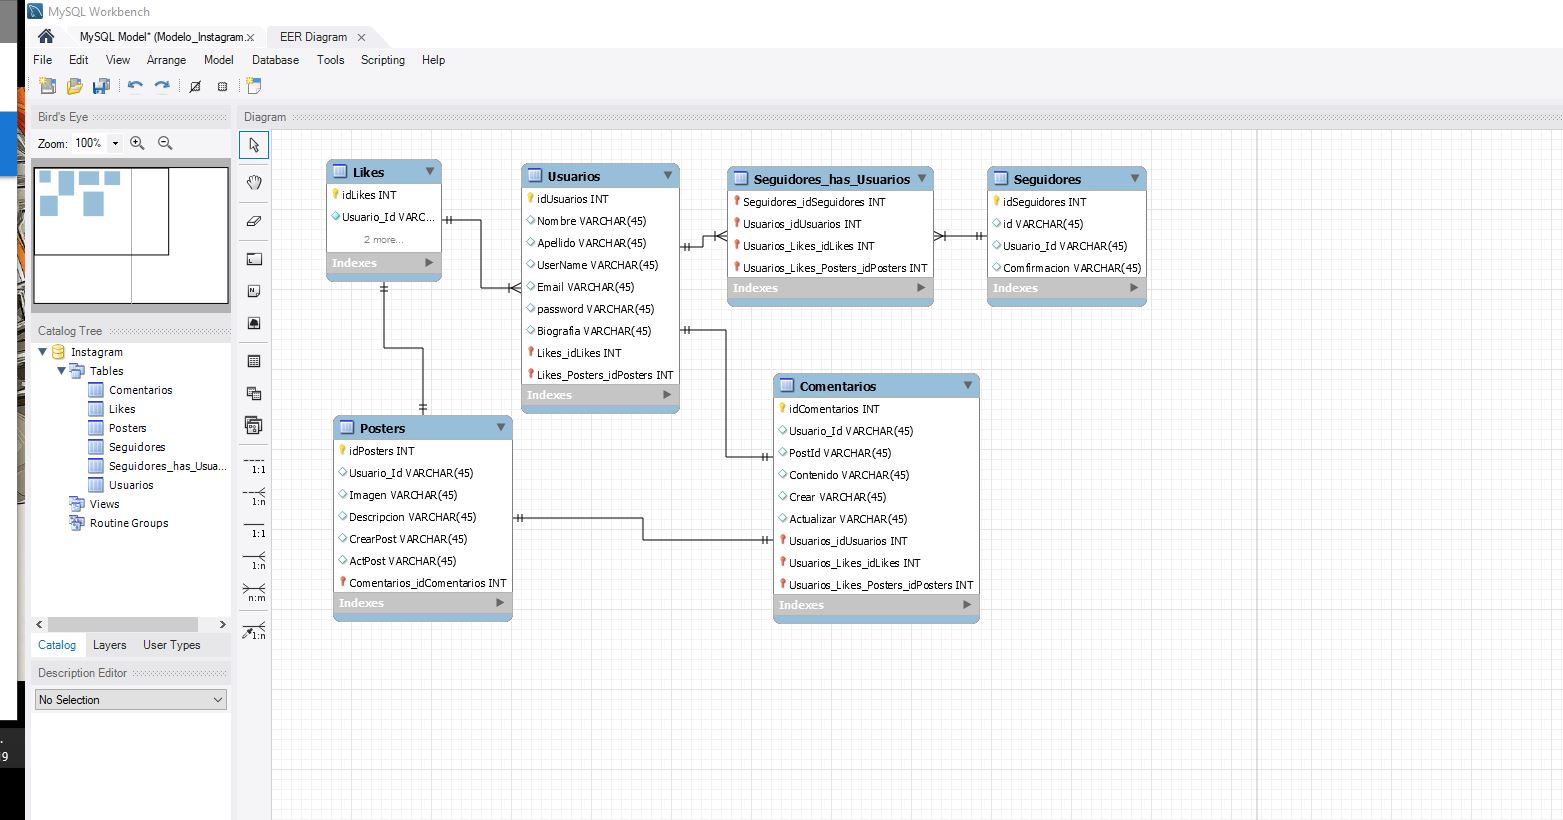 MySQL Workbench
MySQL Model* (Modelo_Instagram.
EER Diagram
File Edit View Arrange Model Database Tools Scripting Help
Bird's Eye
Zoom: 100%
Catalog Tree
Instagram
Tables
Comentarios
Likes
Posters
Seguidores
Seguidores_has_Usua...
Usuarios
Views
Routine Groups
Catalog Layers User Types
Description Editor
No Selection
19
1:1
1:n
1:1
1:n
n:m
1:n
Diagram
Likes
idLikes INT
Usuario_Id VARC...
2 more...
Indexes
Usuarios
idUsuarios INT
Nombre VARCHAR(45)
Apellido VARCHAR(45)
UserName VARCHAR(45)
Email VARCHAR(45)
password VARCHAR(45)
Biografia VARCHAR(45)
Likes_idLikes INT
Likes_Posters_idPosters INT
Indexes
Seguidores_has_Usuarios
Seguidores_idSeguidores INT
Usuarios_idUsuarios INT
Usuarios_Likes_idLikes INT
Usuarios_Likes_Posters_idPosters INT
Indexes
Seguidores
idSeguidores INT
id VARCHAR(45)
Usuario_Id VARCHAR(45)
Comfirmacion VARCHAR(45)
Indexes
Posters
idPosters INT
Usuario_Id VARCHAR(45)
Imagen VARCHAR(45)
Descripcion VARCHAR(45)
CrearPost VARCHAR(45)
ActPost VARCHAR(45)
Comentarios_idComentarios INT
Indexes
Comentarios
idComentarios INT
Usuario_Id VARCHAR(45)
PostId VARCHAR(45)
Contenido VARCHAR(45)
Crear VARCHAR(45)
Actualizar VARCHAR(45)
Usuarios_idUsuarios INT
Usuarios_Likes_idLikes INT
Usuarios_Likes_Posters_idPosters INT
Indexes